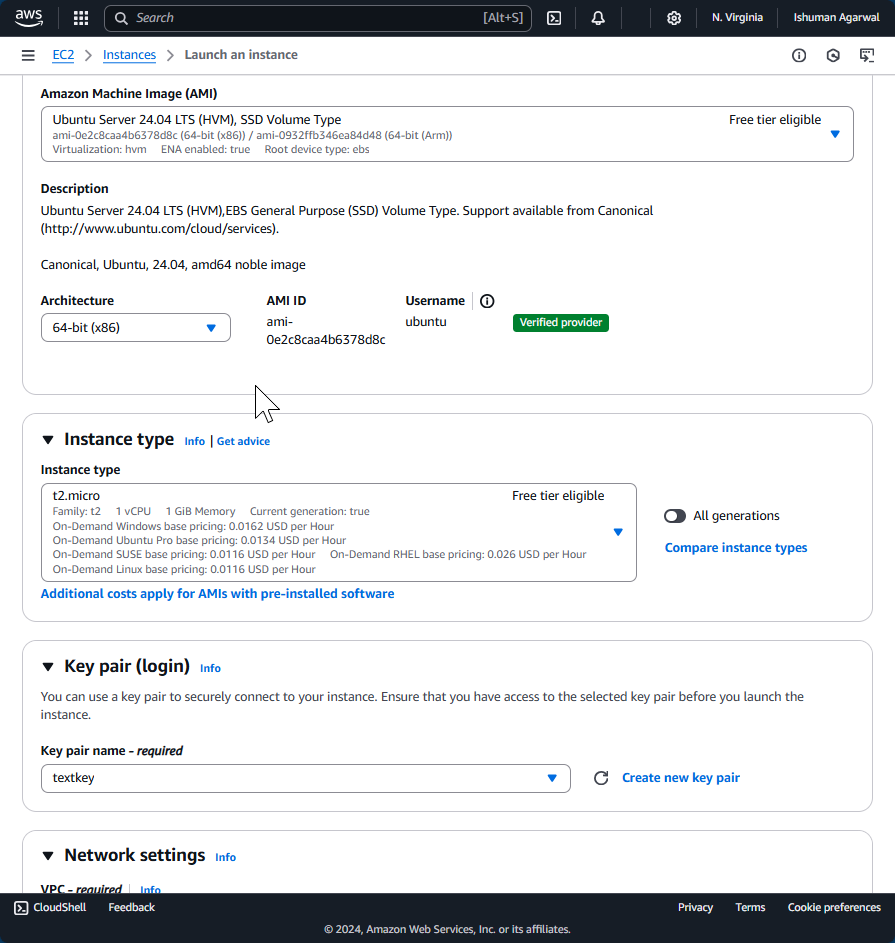 aws
Search [Alt+S]
N. Virginia
Ishuman Agarwal
EC2 > Instances > Launch an instance
Amazon Machine Image (AMI)
Ubuntu Server 24.04 LTS (HVM), SSD Volume Type
Free tier eligible
ami-0e2c8caa4b6378d8c (64-bit (x86)) / ami-0932ffb346ea84d48 (64-bit (Arm))
Virtualization: hvm ENA enabled: true Root device type: ebs
Description
Ubuntu Server 24.04 LTS (HVM),EBS General Purpose (SSD) Volume Type. Support available from Canonical
(http://www.ubuntu.com/cloud/services).
Canonical, Ubuntu, 24.04, amd64 noble image
Architecture
64-bit (x86)
AMI ID
ami-
0e2c8caa4b6378d8c
Username
ubuntu
Verified provider
Instance type Info | Get advice
Instance type
t2.micro
Free tier eligible
Family: t2 1 vCPU 1 GiB Memory Current generation: true
On-Demand Windows base pricing: 0.0162 USD per Hour
On-Demand Ubuntu Pro base pricing: 0.0134 USD per Hour
On-Demand SUSE base pricing: 0.0116 USD per Hour On-Demand RHEL base pricing: 0.026 USD per Hour
On-Demand Linux base pricing: 0.0116 USD per Hour
All generations
Compare instance types
Additional costs apply for AMIs with pre-installed software
Key pair (login) Info
You can use a key pair to securely connect to your instance. Ensure that you have access to the selected key pair before you launch the
instance.
Key pair name - required
textkey
Create new key pair
Network settings Info
VPC - required Info
CloudShell Feedback
Privacy Terms Cookie preferences
© 2024, Amazon Web Services, Inc. or its affiliates.